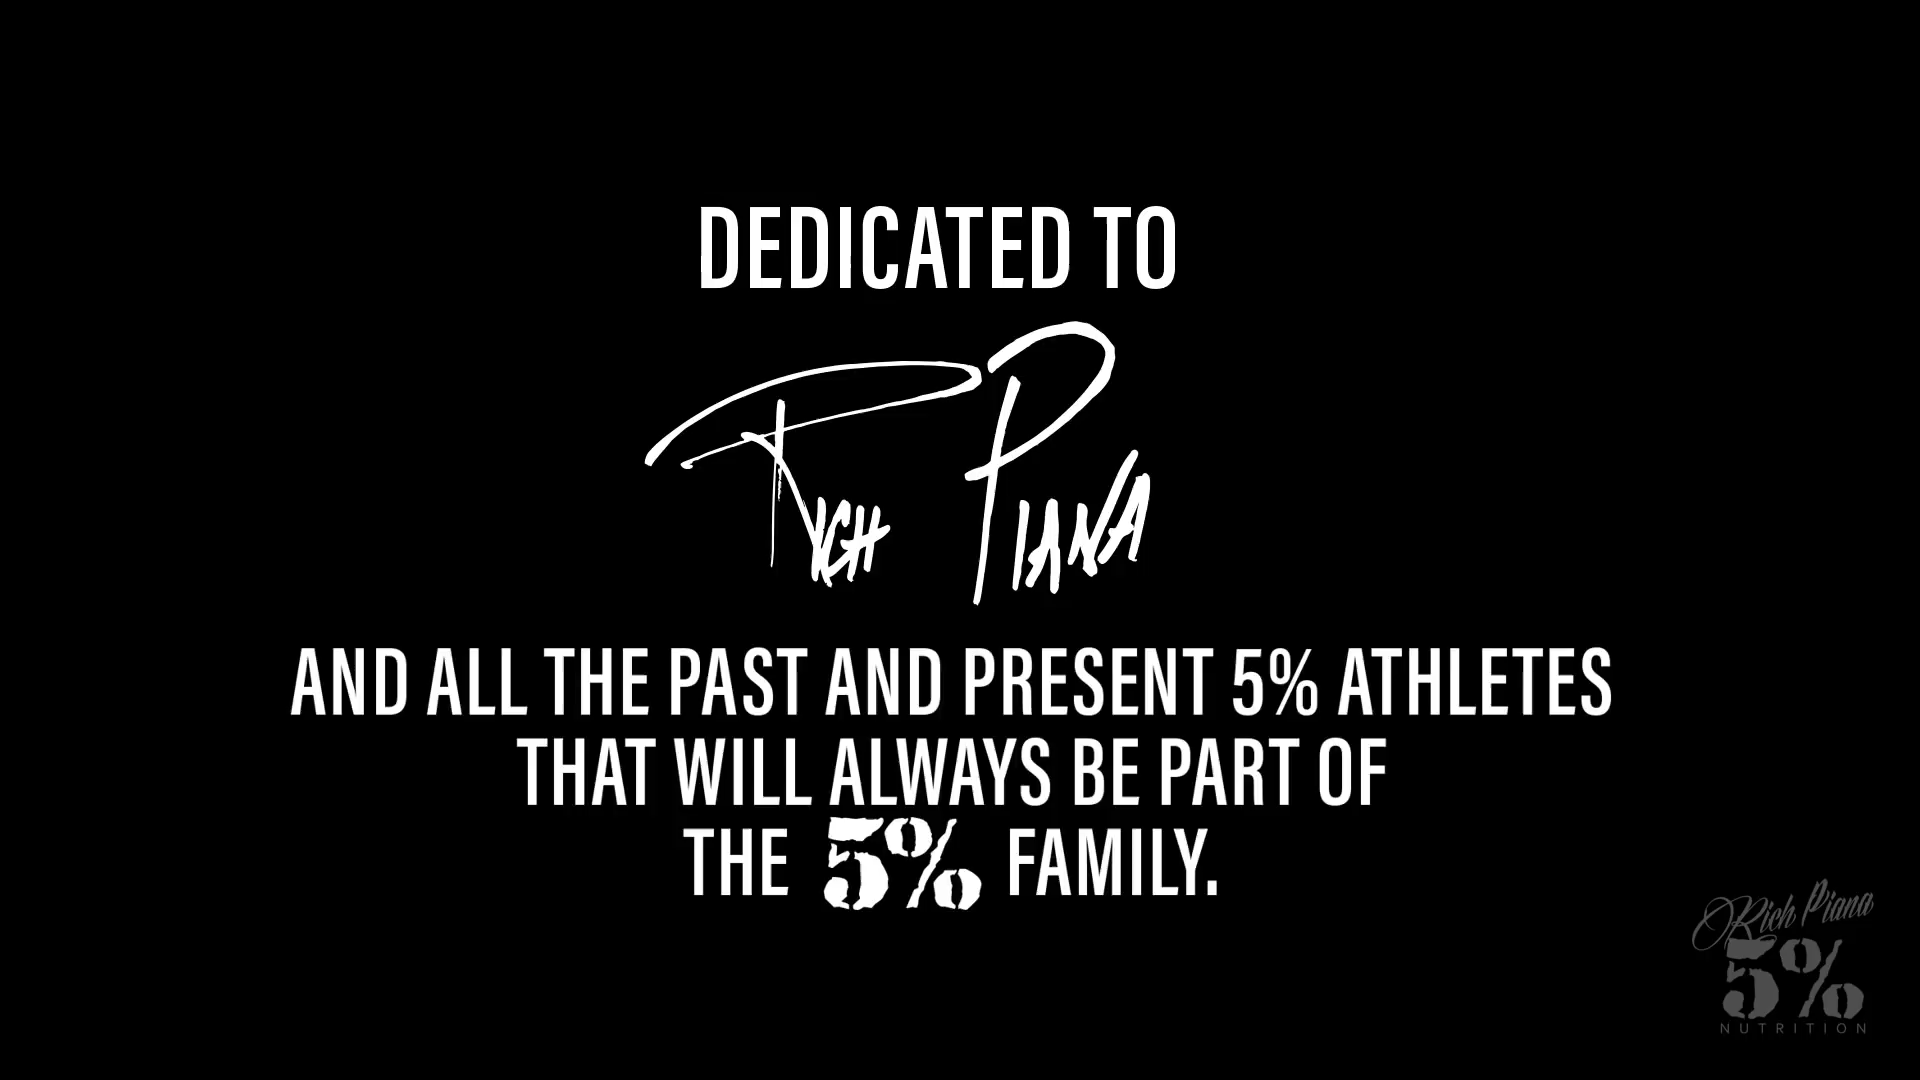 DEDICATED TO
RICH PIANA
AND ALL THE PAST AND PRESENT 5% ATHLETES
THAT WILL ALWAYS BE PART OF
THE 5% FAMILY.
Rich Piana
5%
NUTRITION